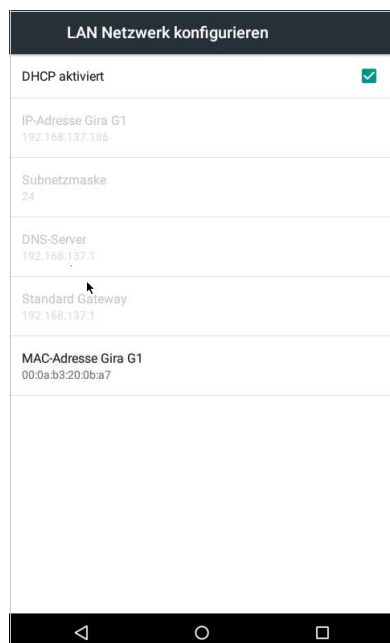 LAN Netzwerk konfigurieren
DHCP aktiviert
IP-Adresse Gira G1
192.168.137.186
Subnetzmaske
24
DNS-Server
192.168.137.1
Standard Gateway
192.168.137.1
MAC-Adresse Gira G1
00:0a:b3:20:0b:a7